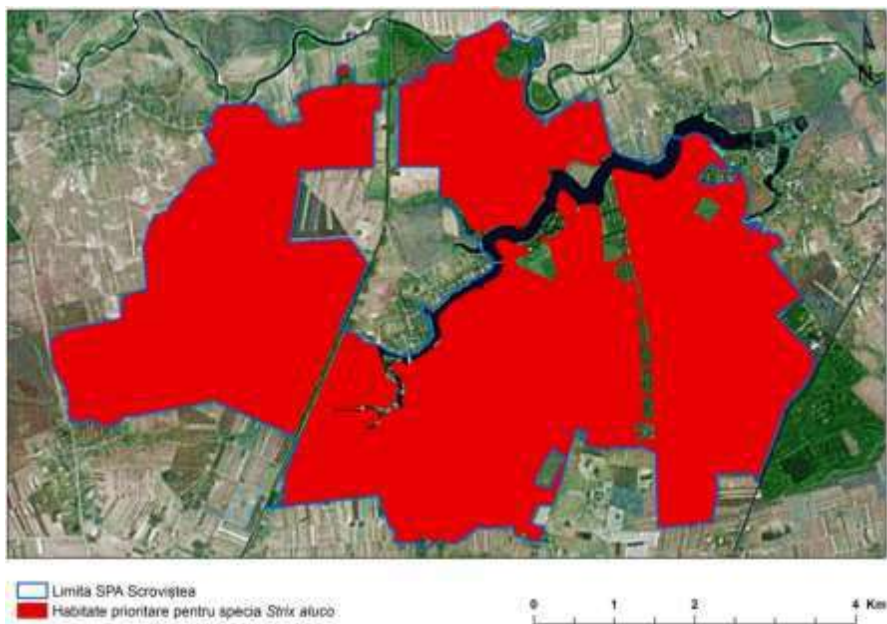 N
Limita SPA Scroviștea
Habitate prioritare pentru specia Strix aluco
0 1 2 4 Km